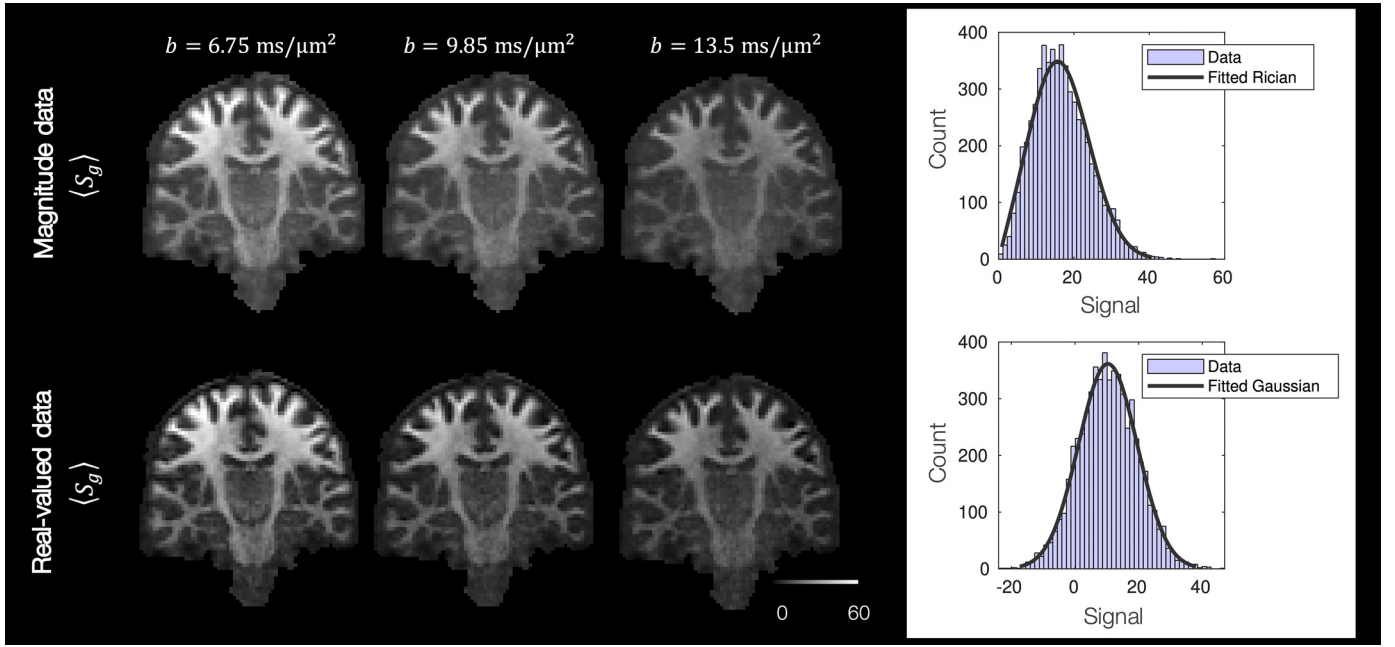 b = 6.75 ms/μm²
b = 9.85 ms/μm²
b = 13.5 ms/μm²
Magnitude data
⟨S_g⟩
Real-valued data
⟨S_g⟩
0
60
400
300
200
100
0
Count
Data
Fitted Rician
0
20
40
60
Signal
400
300
200
100
0
Count
Data
Fitted Gaussian
-20
0
20
40
Signal